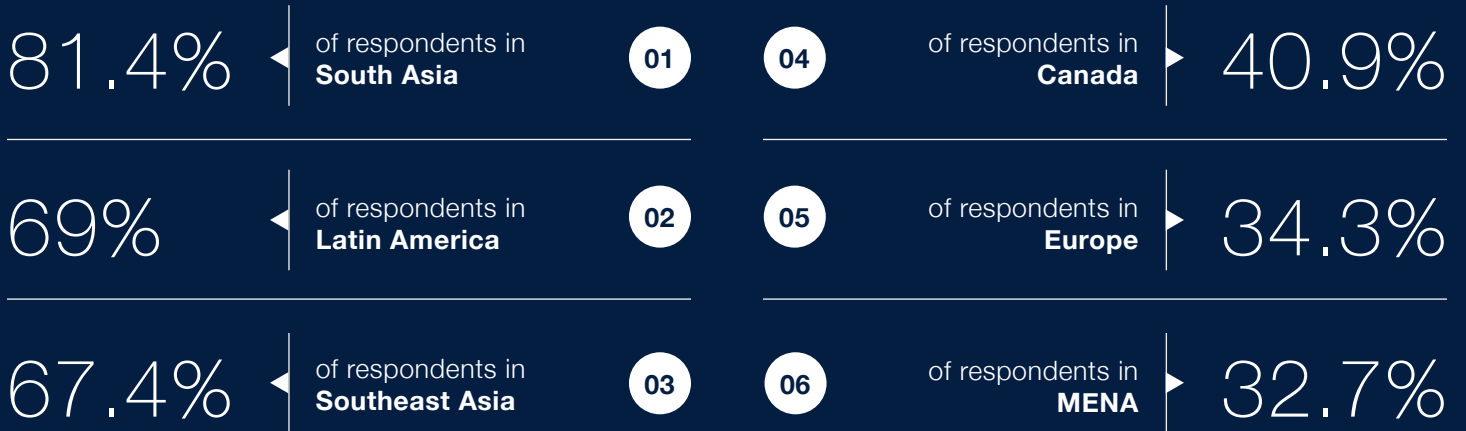 81.4%
of respondents in
South Asia
01
69%
of respondents in
Latin America
02
67.4%
of respondents in
Southeast Asia
03
04
of respondents in
Canada
40.9%
05
of respondents in
Europe
34.3%
06
of respondents in
MENA
32.7%